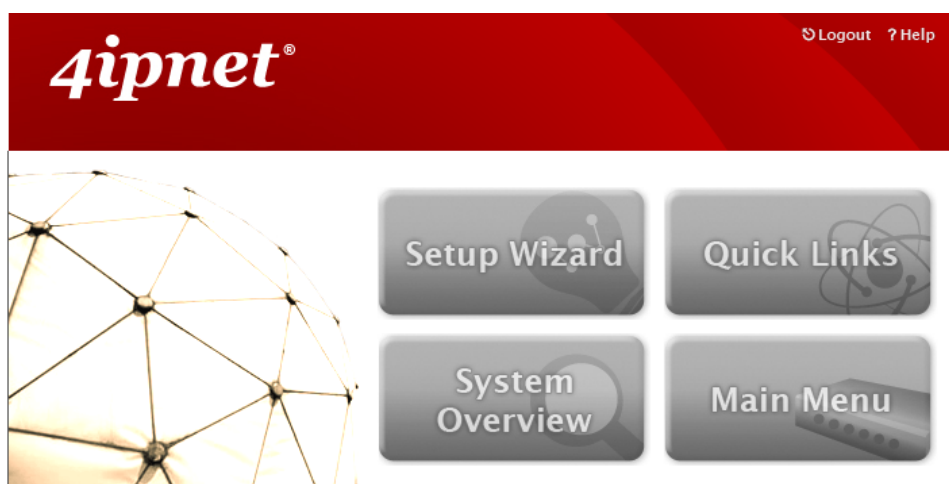 4ipnet®
Logout ? Help
Setup Wizard
Quick Links
System
Overview
Main Menu